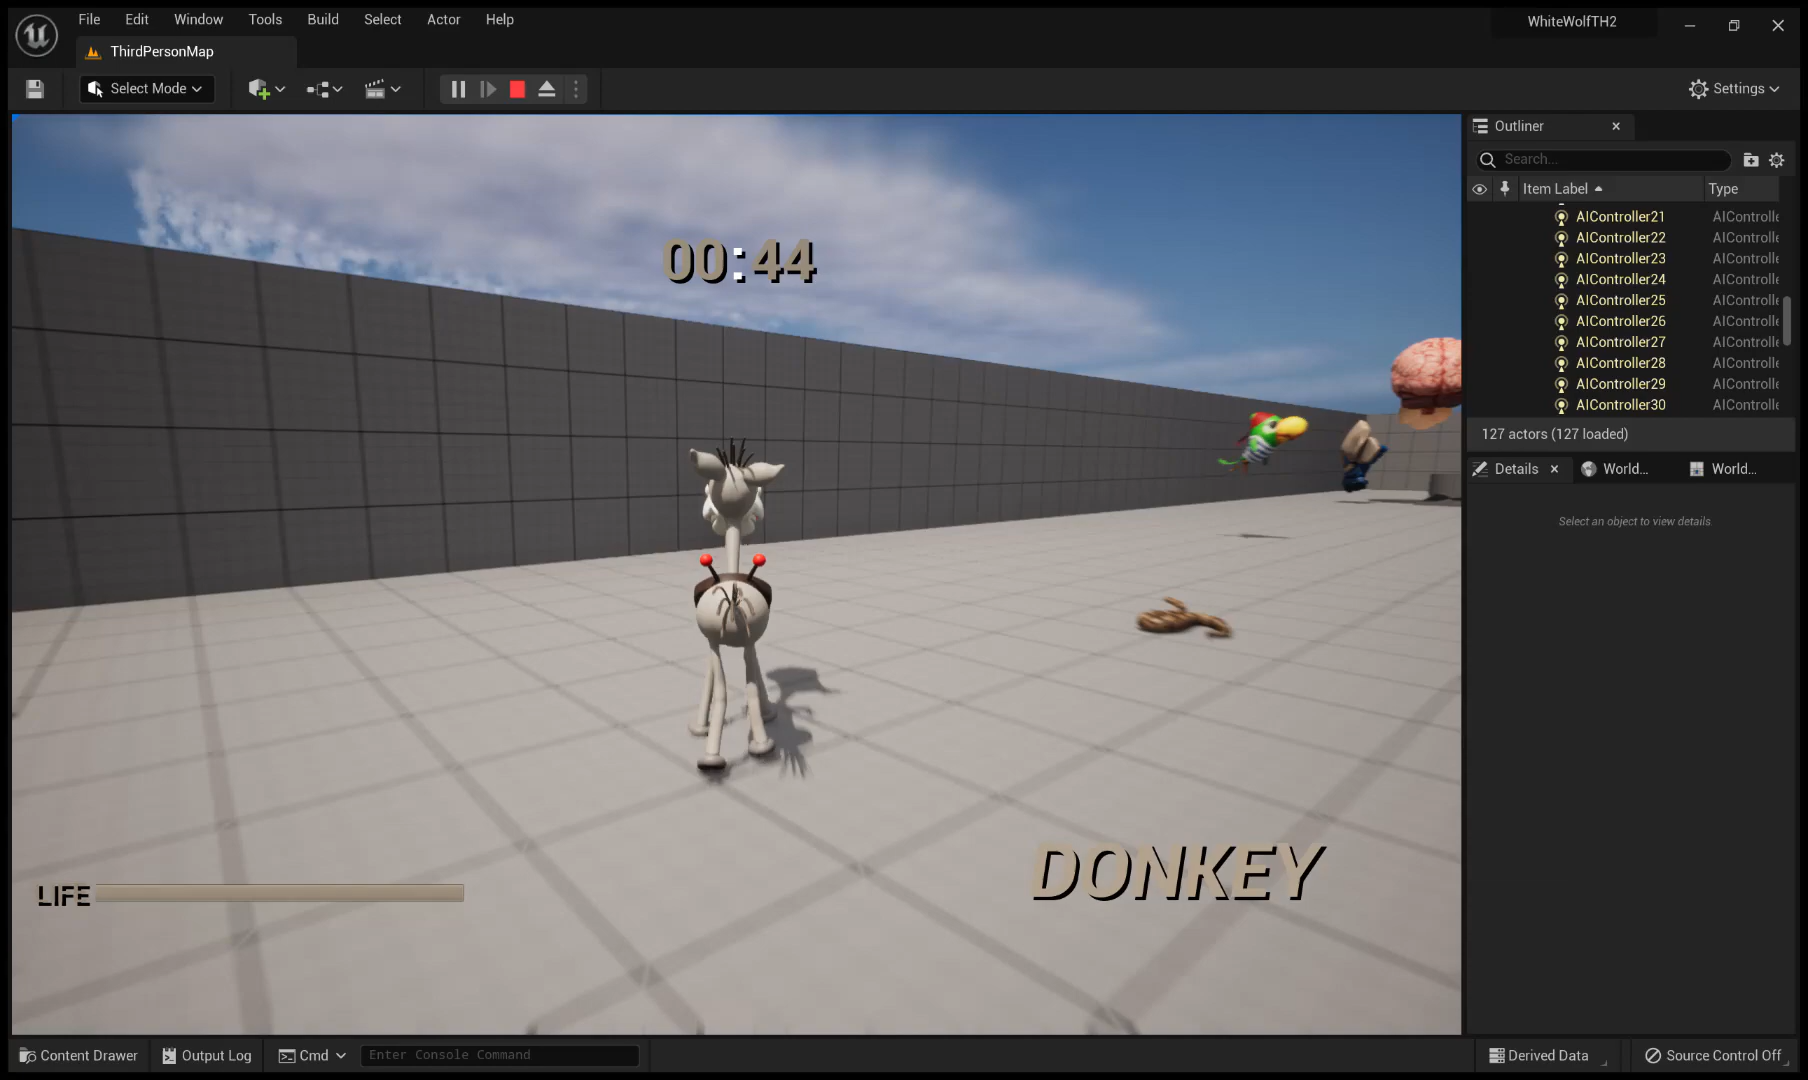 File Edit Window Tools Build Select Actor Help
WhiteWolfTH2
ThirdPersonMap
Select Mode
Settings
Outliner
Search...
Item Label Type
AIController21 AIControlle
AIController22 AIControlle
AIController23 AIControlle
AIController24 AIControlle
AIController25 AIControlle
AIController26 AIControlle
AIController27 AIControlle
AIController28 AIControlle
AIController29 AIControlle
AIController30 AIControlle
127 actors (127 loaded)
Details World... World...
Select an object to view details
00:44
LIFE
DONKEY
Content Drawer Output Log Cmd Enter Console Command Derived Data Source Control Off